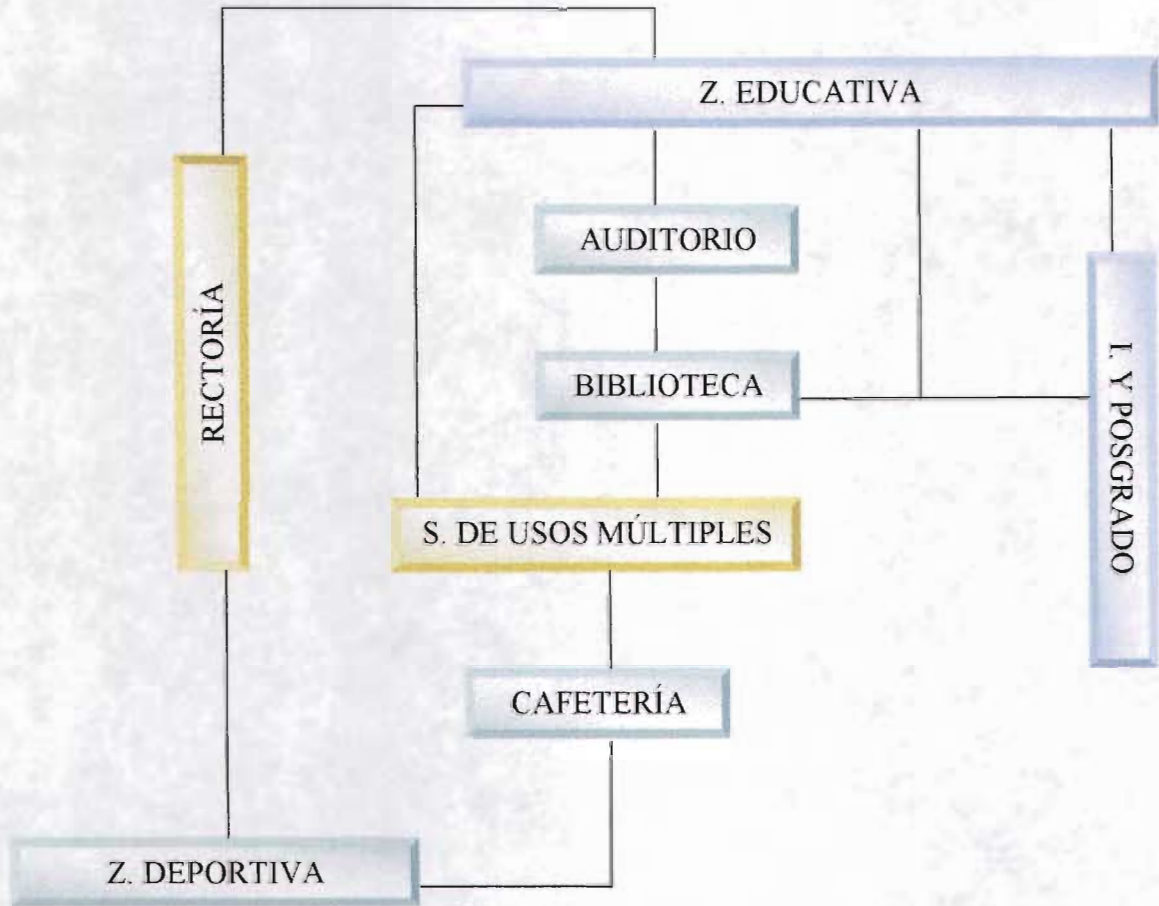 Z. EDUCATIVA
RECTORÍA
AUDITORIO
BIBLIOTECA
I. Y POSGRADO
S. DE USOS MÚLTIPLES
CAFETERÍA
Z. DEPORTIVA